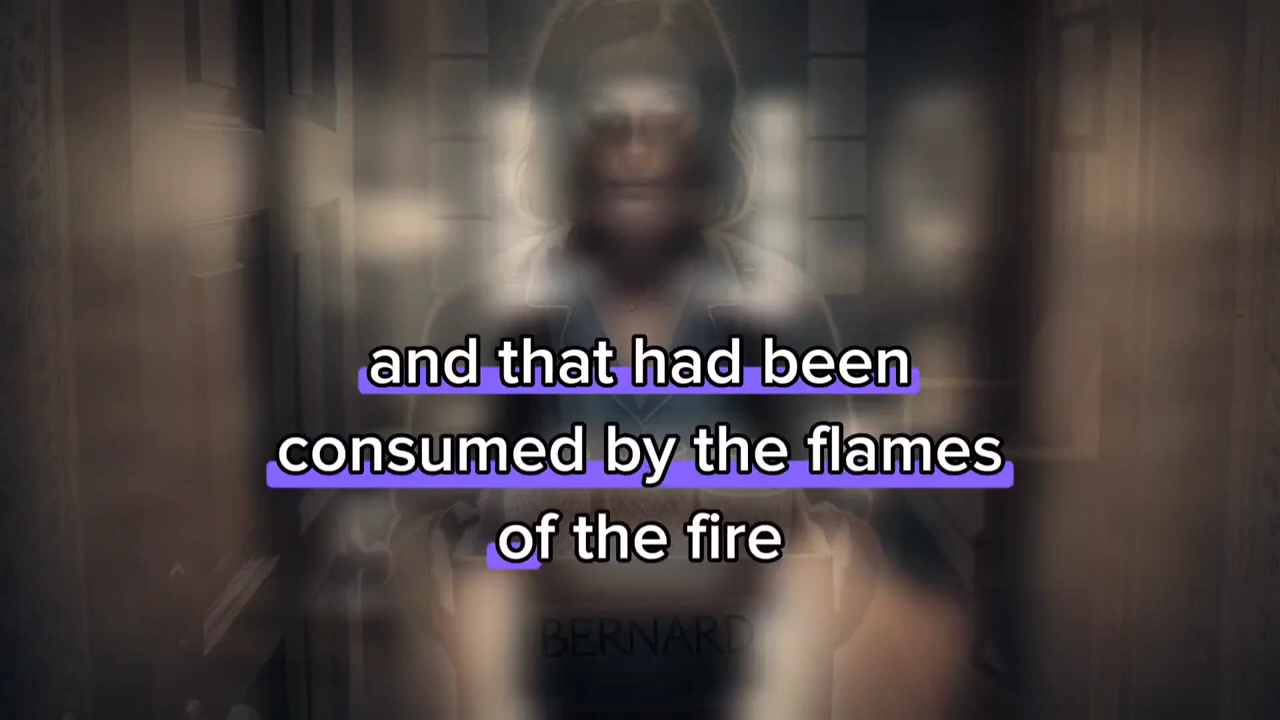 and that had been
consumed by the flames
of the fire
BERNARD